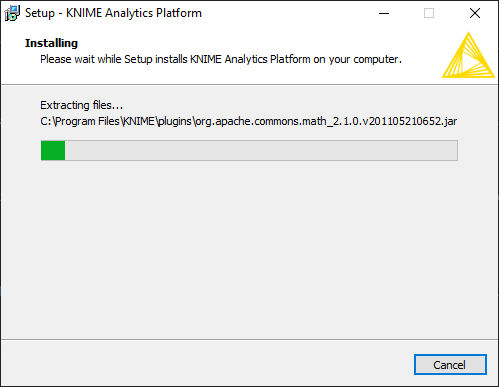 Setup - KNIME Analytics Platform
Installing
Please wait while Setup installs KNIME Analytics Platform on your computer.
Extracting files...
C:\Program Files\KNIME\plugins\org.apache.commons.math_2.1.0.v201105210652.jar
Cancel